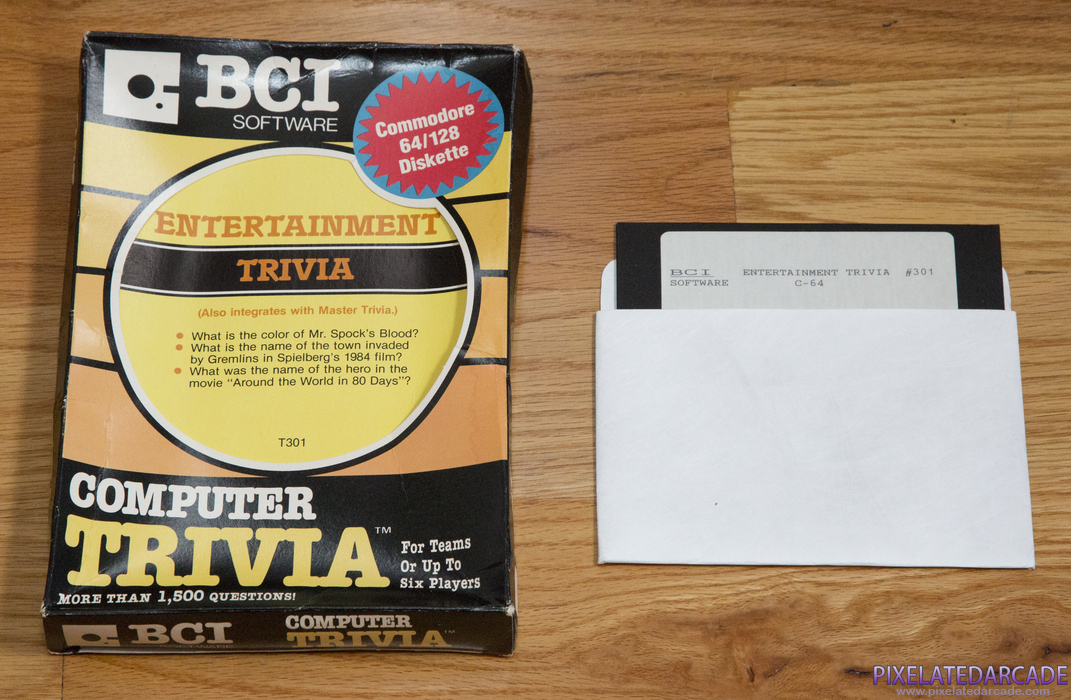 BCI
SOFTWARE
Commodore
64/128
Diskette
ENTERTAINMENT
TRIVIA
(Also integrates with Master Trivia.)
What is the color of Mr. Spock's Blood?
What is the name of the town invaded
by Gremlins in Spielberg's 1984 film?
What was the name of the hero in the
movie "Around the World in 80 Days"?
T301
COMPUTER
TRIVIA™
For Teams
Or Up To
Six Players
MORE THAN 1,500 QUESTIONS!
BCI
SOFTWARE
COMPUTER
TRIVIA™
BCI ENTERTAINMENT TRIVIA #301
SOFTWARE C-64
PIXELATEDARCADE
www.pixelatedarcade.com